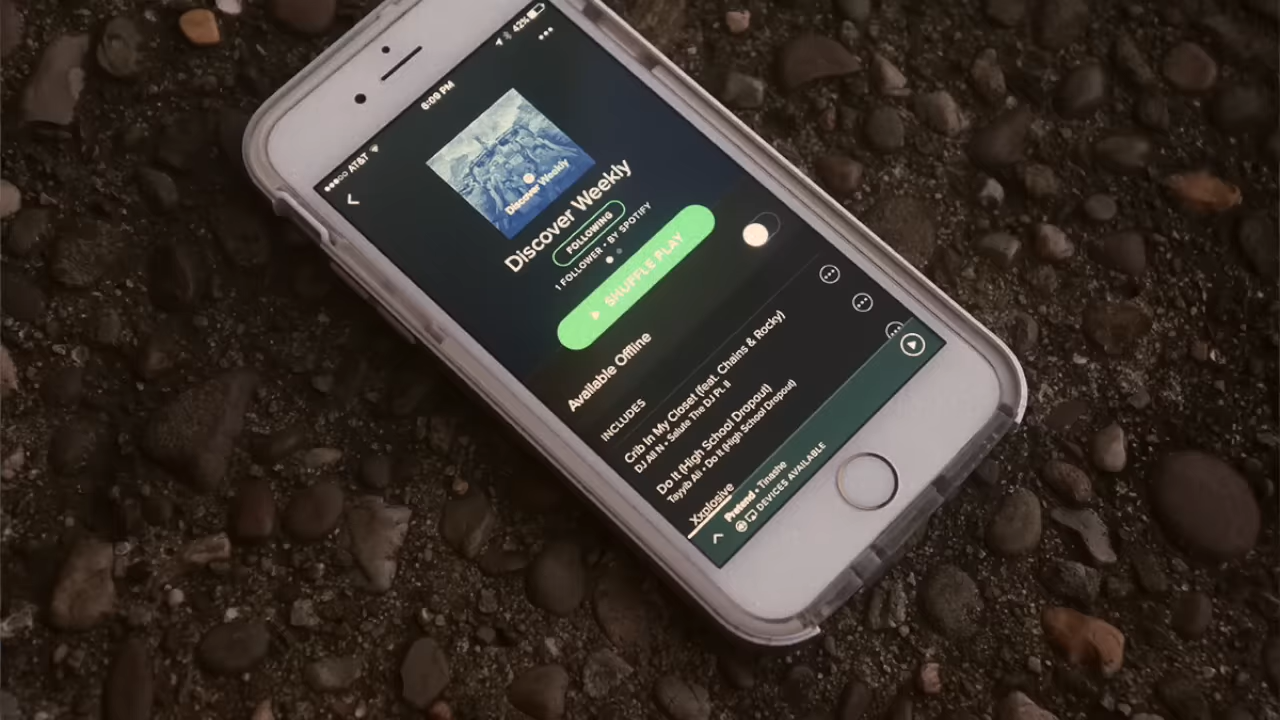 AT&T
6:09 PM
42%
Discover Weekly
Discover Weekly
FOLLOWING
1 FOLLOWER • BY SPOTIFY
SHUFFLE PLAY
Available Offline
INCLUDES
Crib In My Closet (feat. Chains & Rocky)
DJ Ali N • Salute The DJ Pt. II
Do It (High School Dropout)
Tayyib Ali • Do It (High School Dropout)
Xxplosive
Pretend • Tinashe
DEVICES AVAILABLE